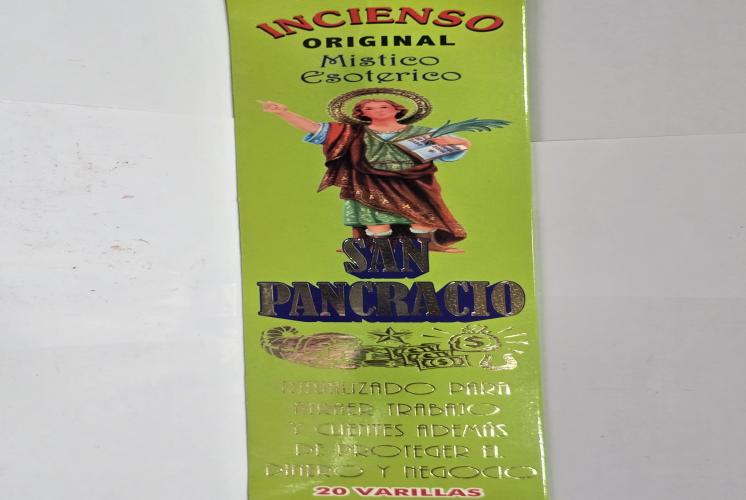 INCIENSO
ORIGINAL
Mistico
Esoterico
SAN
PANCRACIO
RITUALIZADO PARA
ATRAER TRABAJO
Y CLIENTES ADEMÁS
DE PROTEGER EL
DINERO Y NEGOCIO
20 VARILLAS